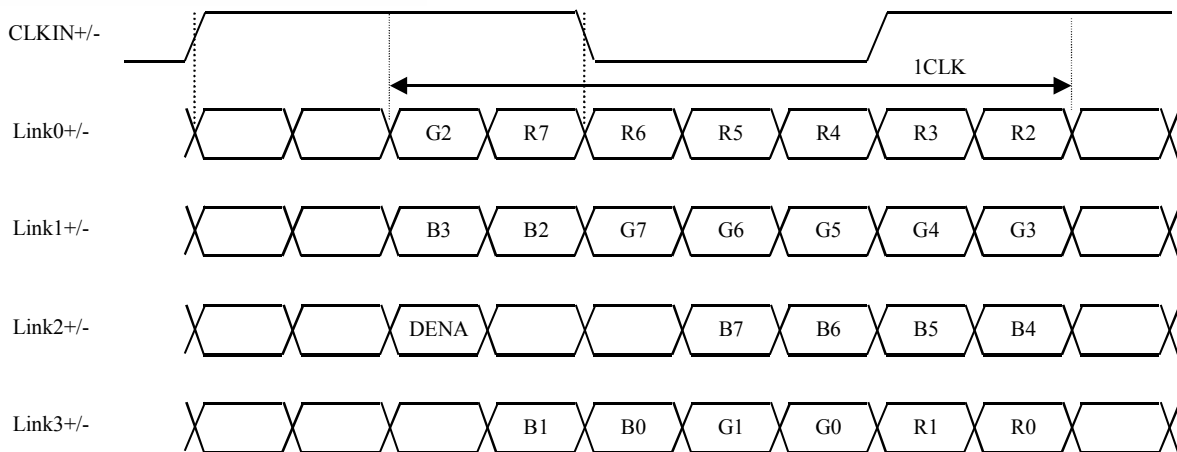 CLKIN+/-
1CLK
Link0+/- G2 R7 R6 R5 R4 R3 R2
Link1+/- B3 B2 G7 G6 G5 G4 G3
Link2+/- DENA B7 B6 B5 B4
Link3+/- B1 B0 G1 G0 R1 R0